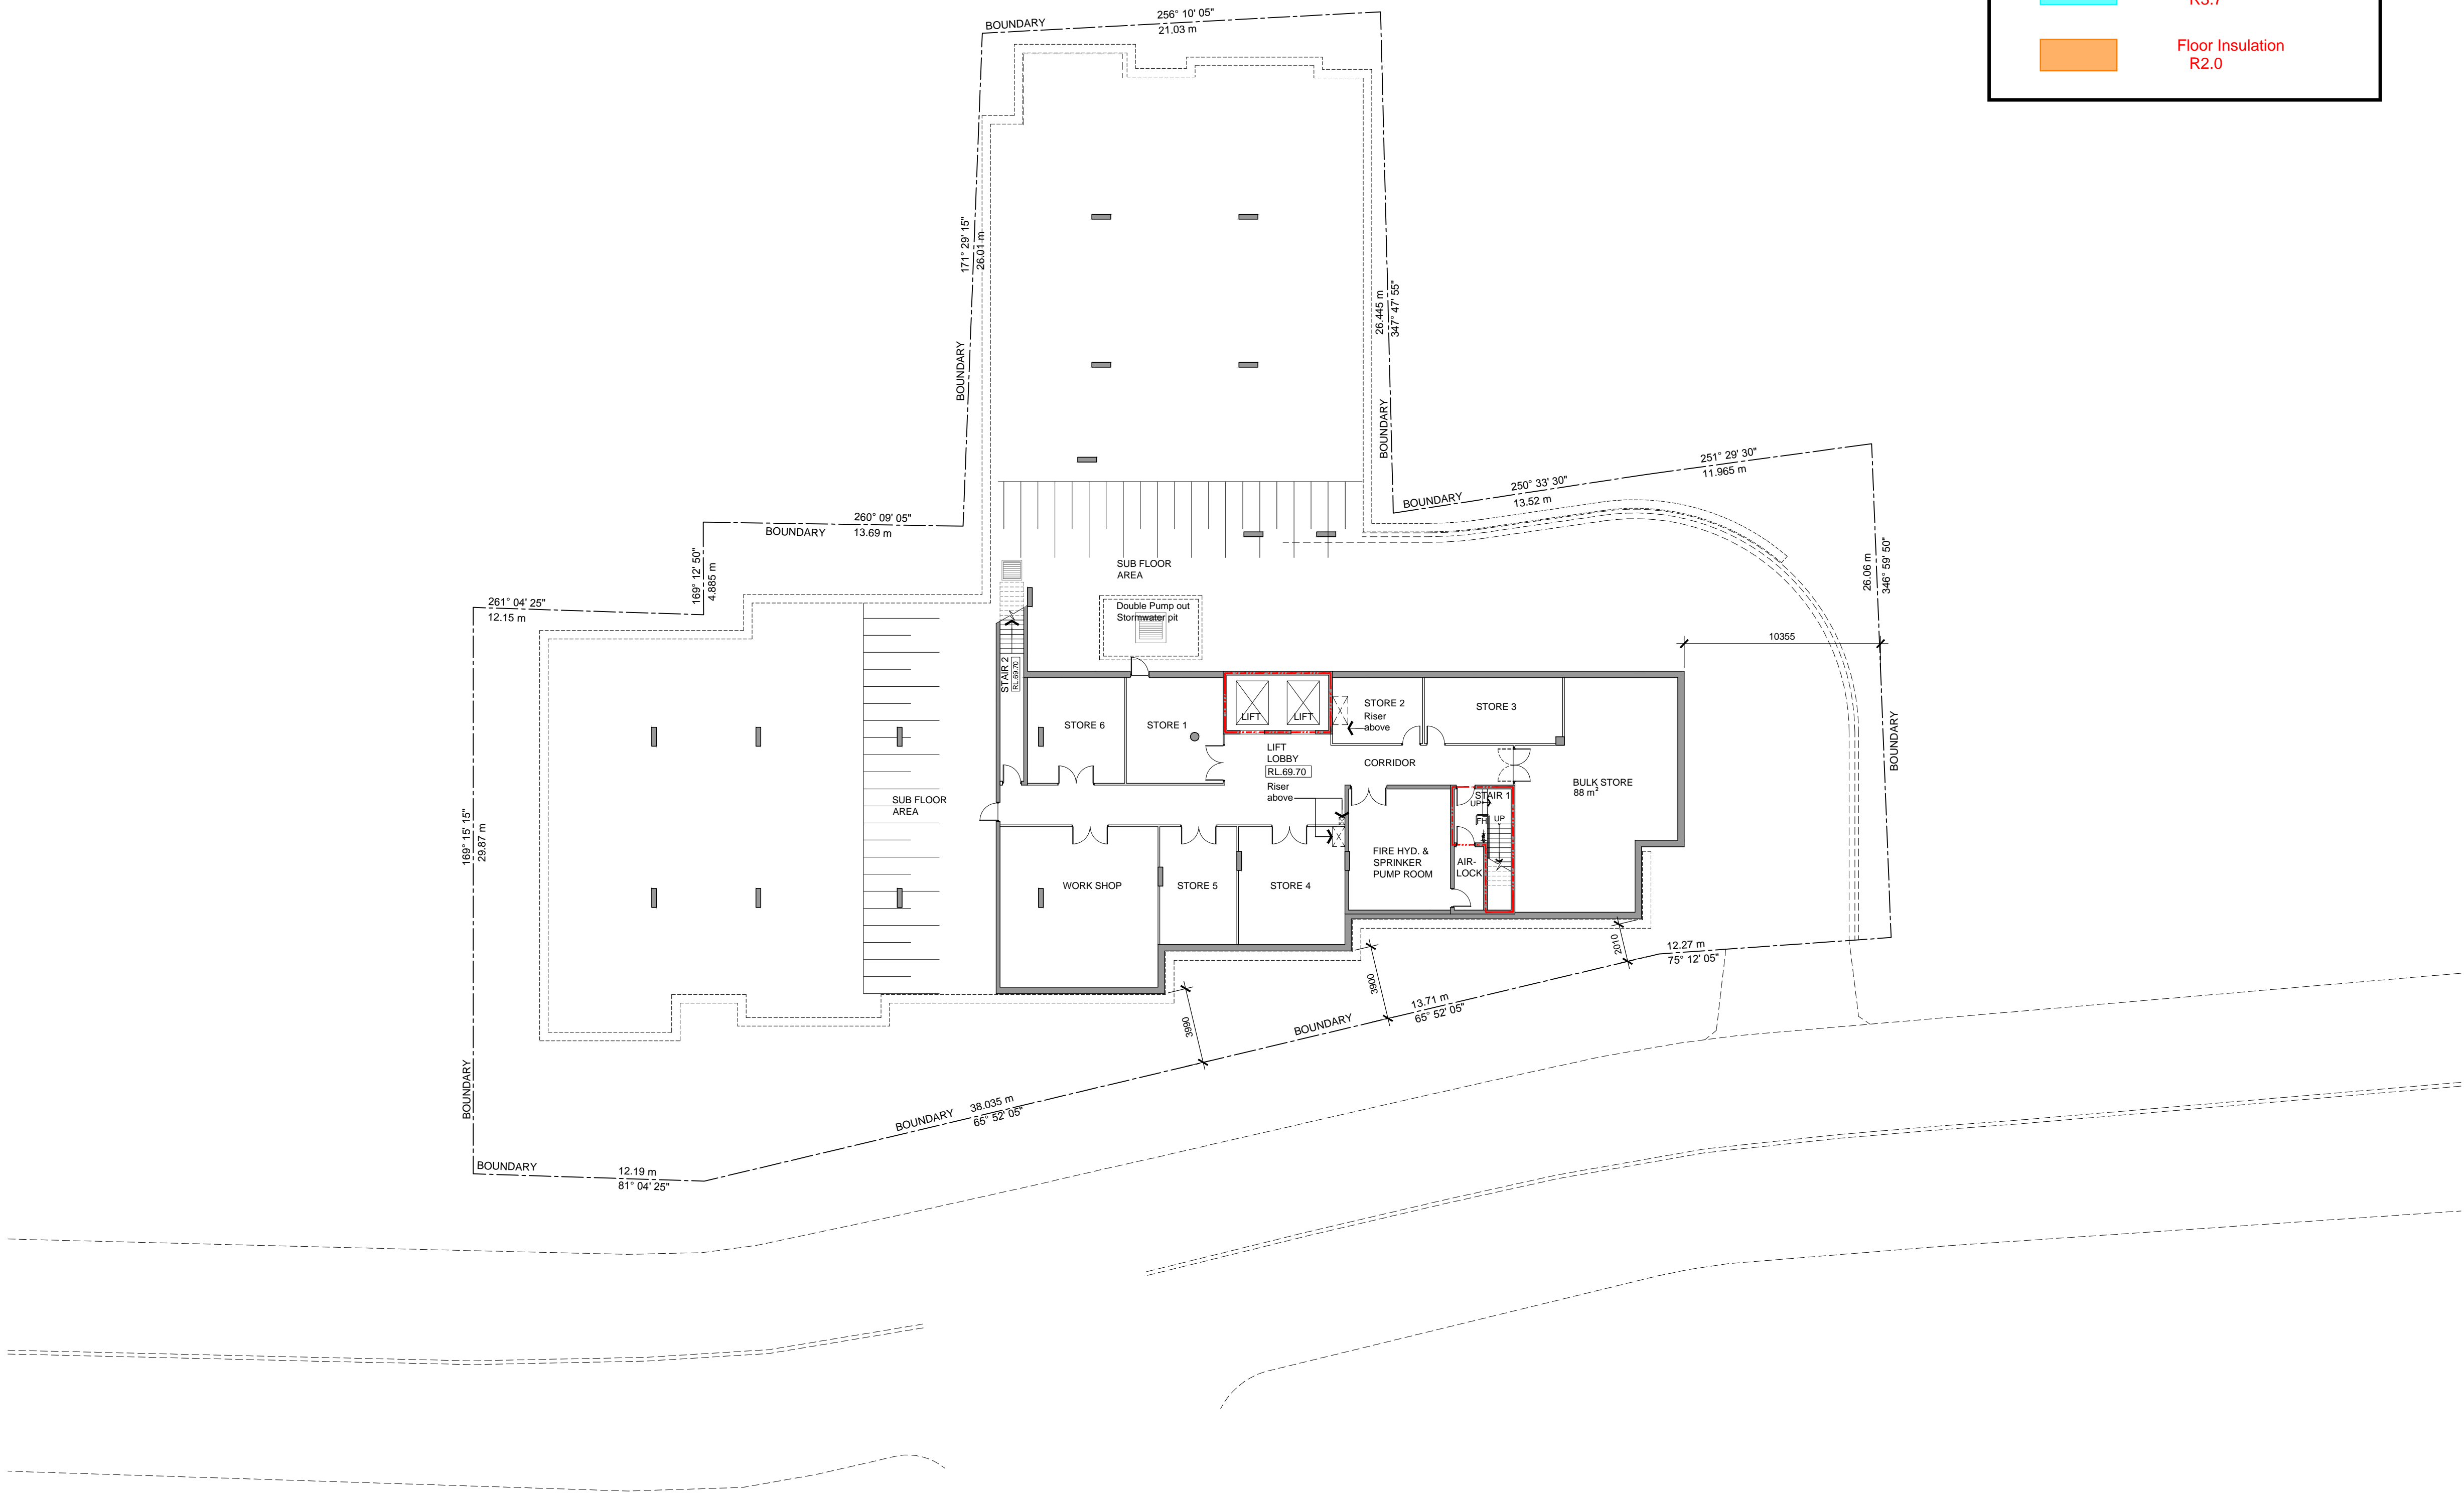 R3.7
Floor Insulation
R2.0
BOUNDARY
256° 10' 05"
21.03 m
171° 29' 15"
26.01 m
BOUNDARY
26.445 m
347° 47' 55"
BOUNDARY
251° 29' 30"
11.965 m
250° 33' 30"
13.52 m
BOUNDARY
260° 09' 05"
13.69 m
BOUNDARY
169° 12' 50"
4.885 m
261° 04' 25"
12.15 m
26.06 m
346° 59' 50"
BOUNDARY
10355
SUB FLOOR
AREA
Double Pump out
Stormwater pit
STAIR 2
RL.69.70
STORE 6
STORE 1
LIFT
LIFT
X
STORE 2
Riser
above
STORE 3
LIFT
LOBBY
RL.69.70
Riser
above
CORRIDOR
BULK STORE
88 m²
STAIR 1
UP
UP
FH
X
SUB FLOOR
AREA
WORK SHOP
STORE 5
STORE 4
FIRE HYD. &
SPRINKER
PUMP ROOM
AIR-
LOCK
169° 15' 15"
29.87 m
BOUNDARY
2010
3900
3990
12.27 m
75° 12' 05"
13.71 m
65° 52' 05"
BOUNDARY
38.035 m
65° 52' 05"
BOUNDARY
BOUNDARY
12.19 m
81° 04' 25"